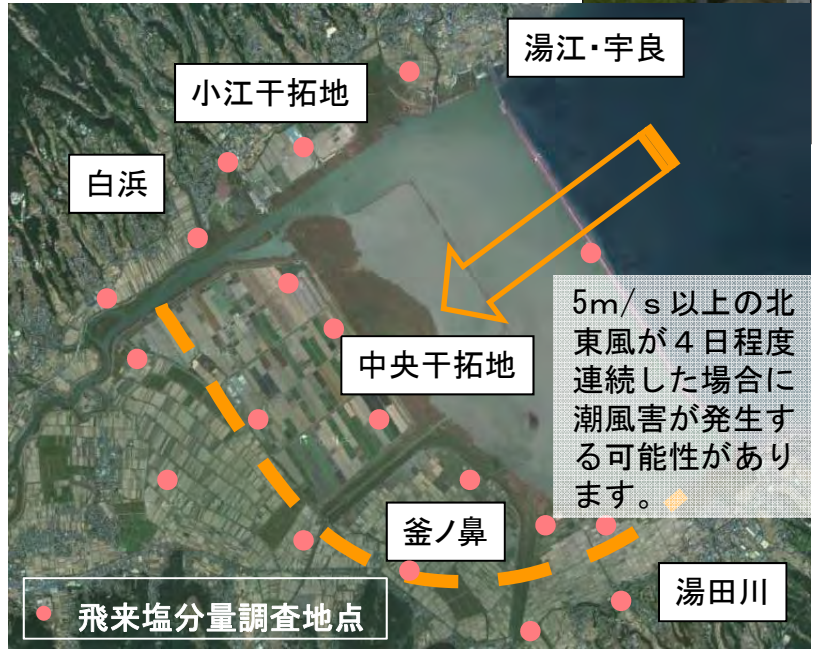 湯江・宇良
小江干拓地
白浜
5m/s以上の北
東風が４日程度
連続した場合に
潮風害が発生す
る可能性があり
ます。
中央干拓地
釜ノ鼻
湯田川
飛来塩分量調査地点